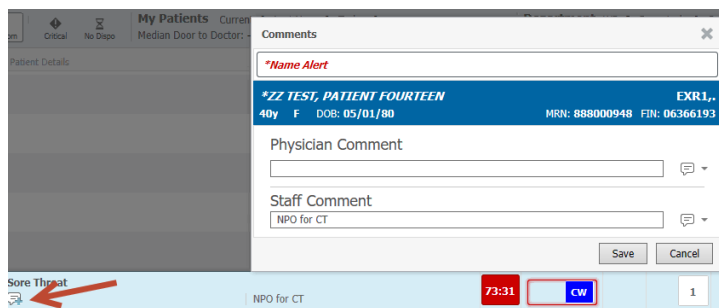 My Patients Curren
Critical
No Dispo
Median Door to Doctor: -
Patient Details
Comments
*Name Alert
*ZZ TEST, PATIENT FOURTEEN EXR1,.
40y F DOB: 05/01/80 MRN: 888000948 FIN: 06366193
Physician Comment
Staff Comment
NPO for CT
Save Cancel
Sore Throat
NPO for CT 73:31 CW 1